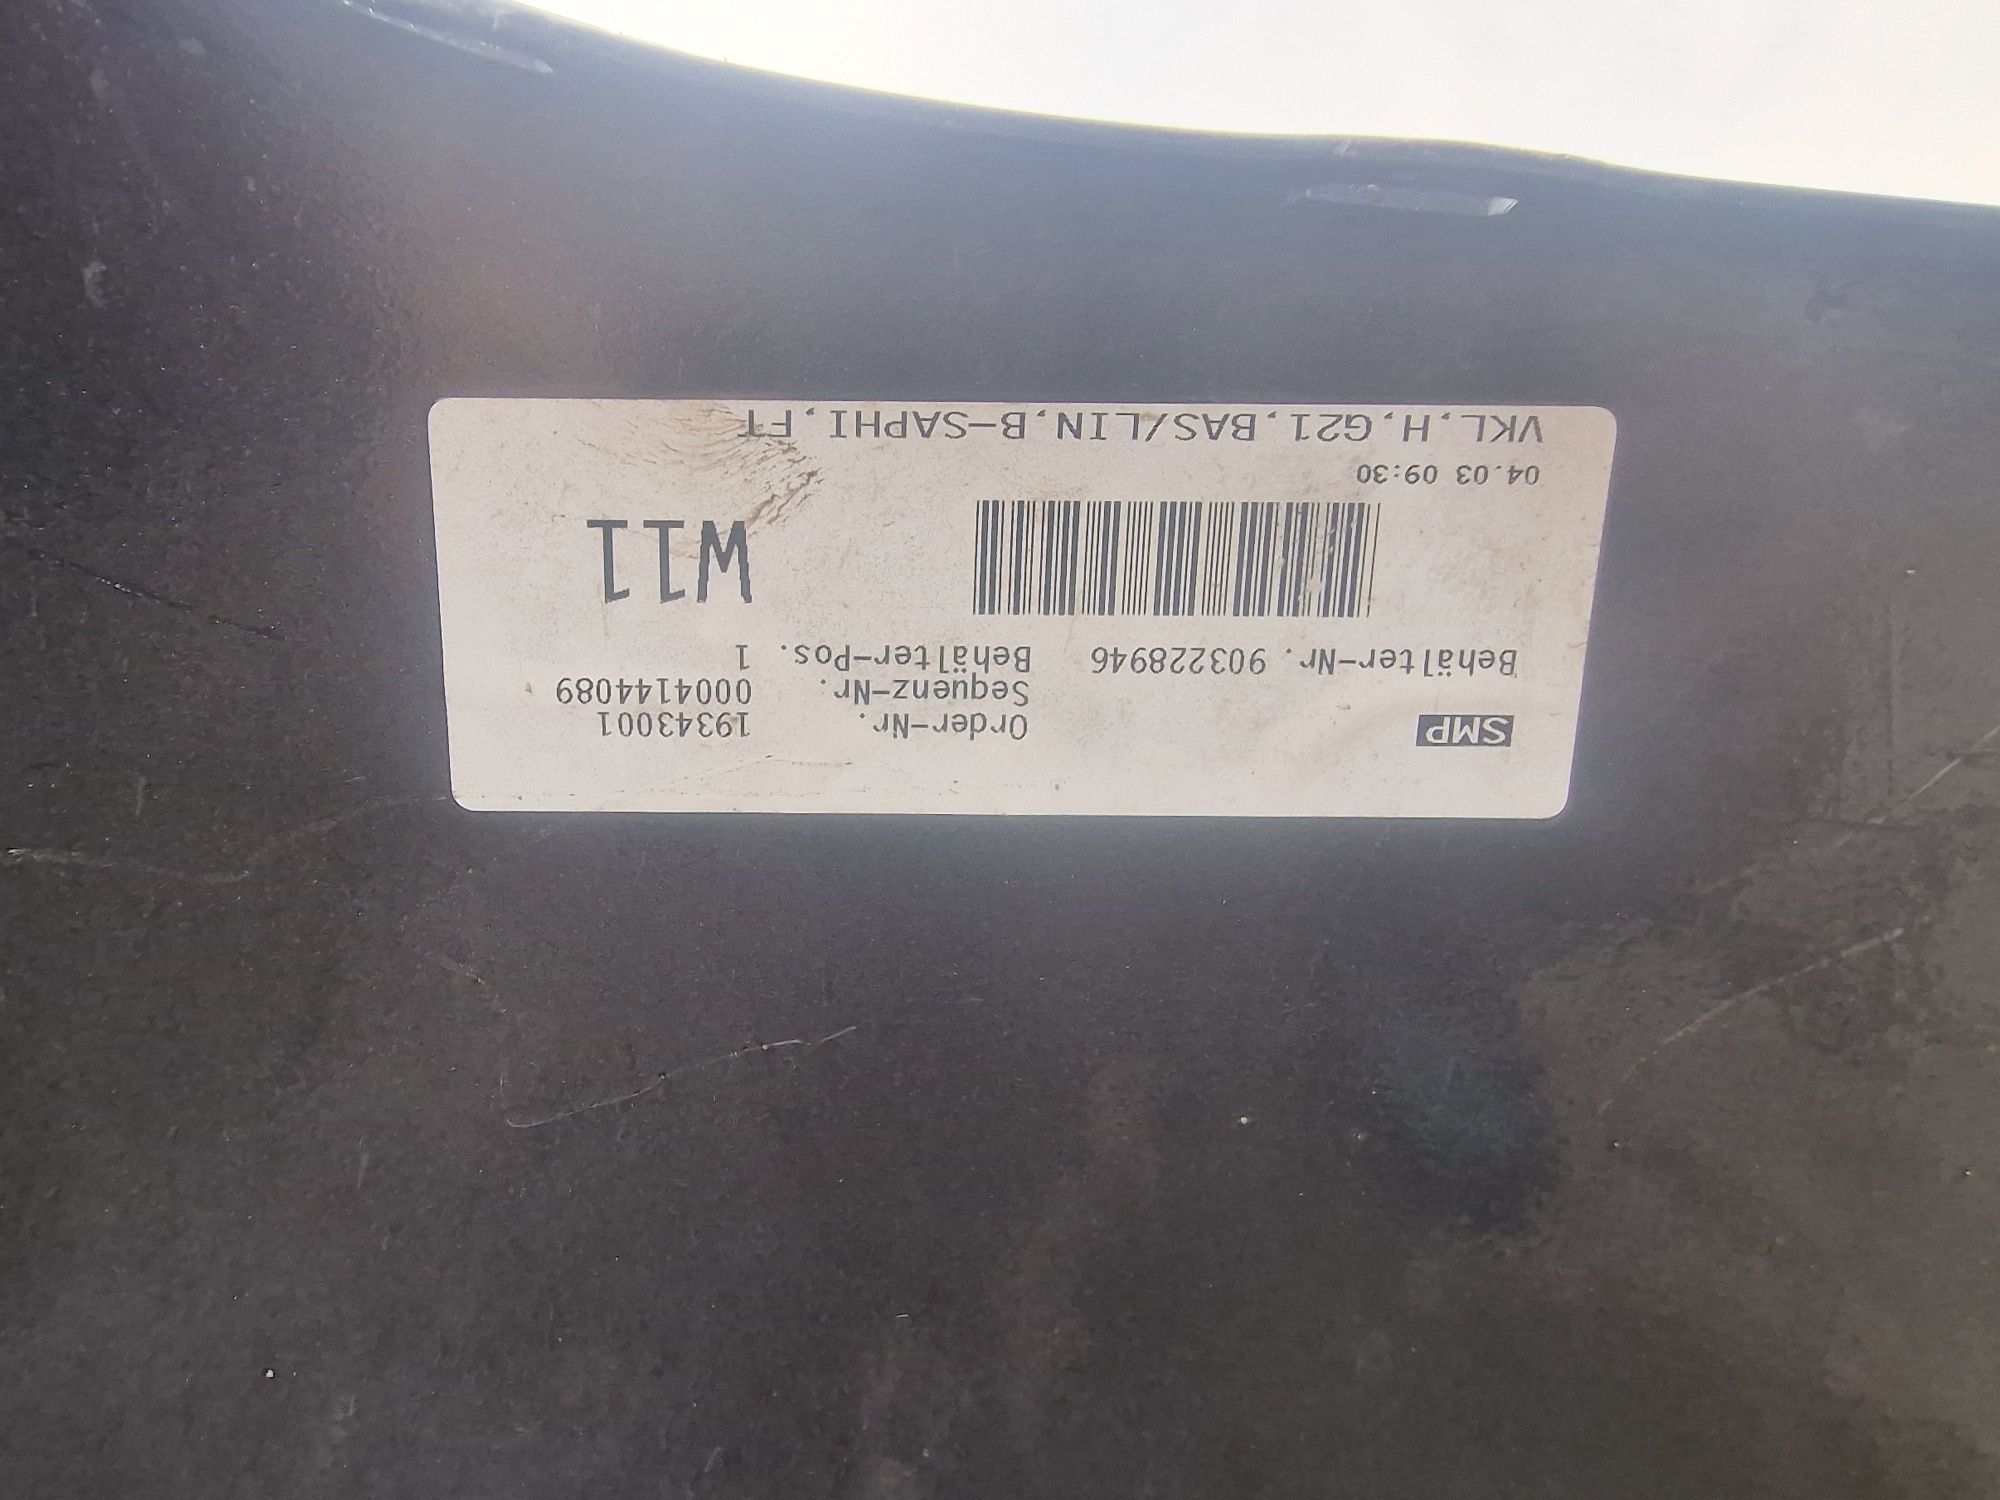 SMP
Order-Nr. 19343001
Sequenz-Nr. 0004144089
Behälter-Nr. 903228946 Behälter-Pos. 1
W11
04.03 09:30
VKL.H.G21.BAS/LIN.B-SAPHI.FT